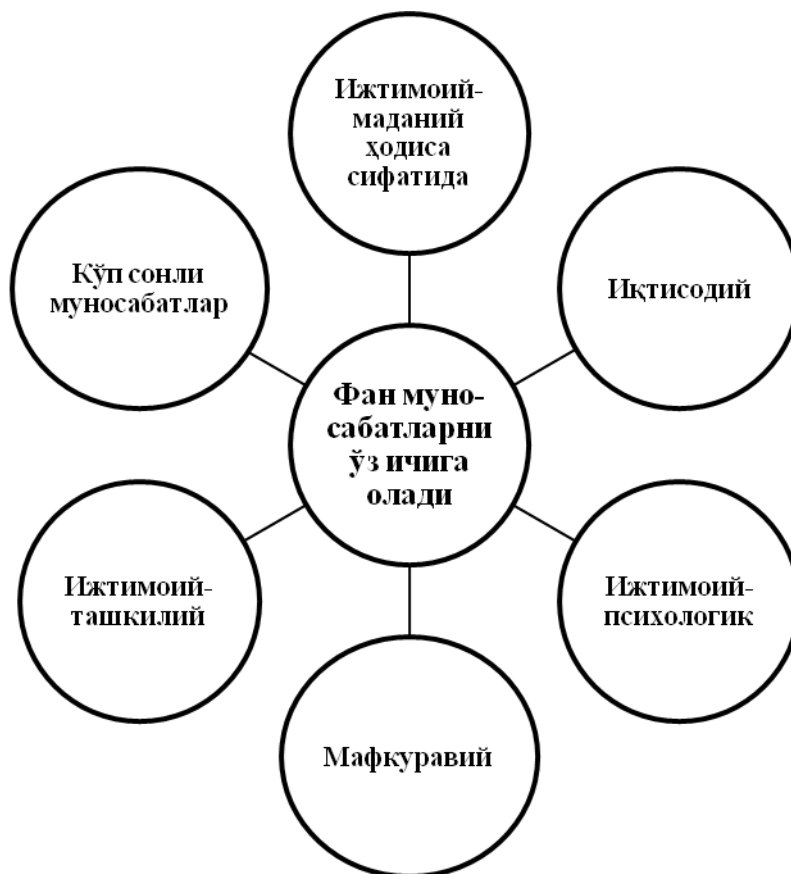 Ижтимоий-
маданий
ҳодиса
сифатида
Кўп сонли
муносабатлар
Иқтисодий
Фан муно-
сабатларни
ўз ичига
олади
Ижтимоий-
ташкилий
Ижтимоий-
психологик
Мафкуравий